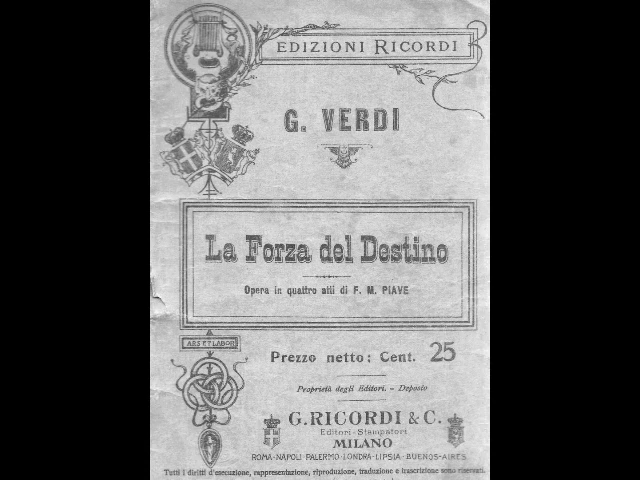 EDIZIONI RICORDI
G. VERDI
La Forza del Destino
Opera in quattro atti di F. M. PIAVE
ARS ET LABOR
Prezzo netto: Cent. 25
Proprietà degli Editori. - Deposto
G. RICORDI & C.
Editori-Stampatori
MILANO
ROMA-NAPOLI-PALERMO-LONDRA-LIPSIA-BUENOS-AIRES
Tutti i diritti d'esecuzione, rappresentazione, riproduzione, traduzione e trascrizione sono riservati.